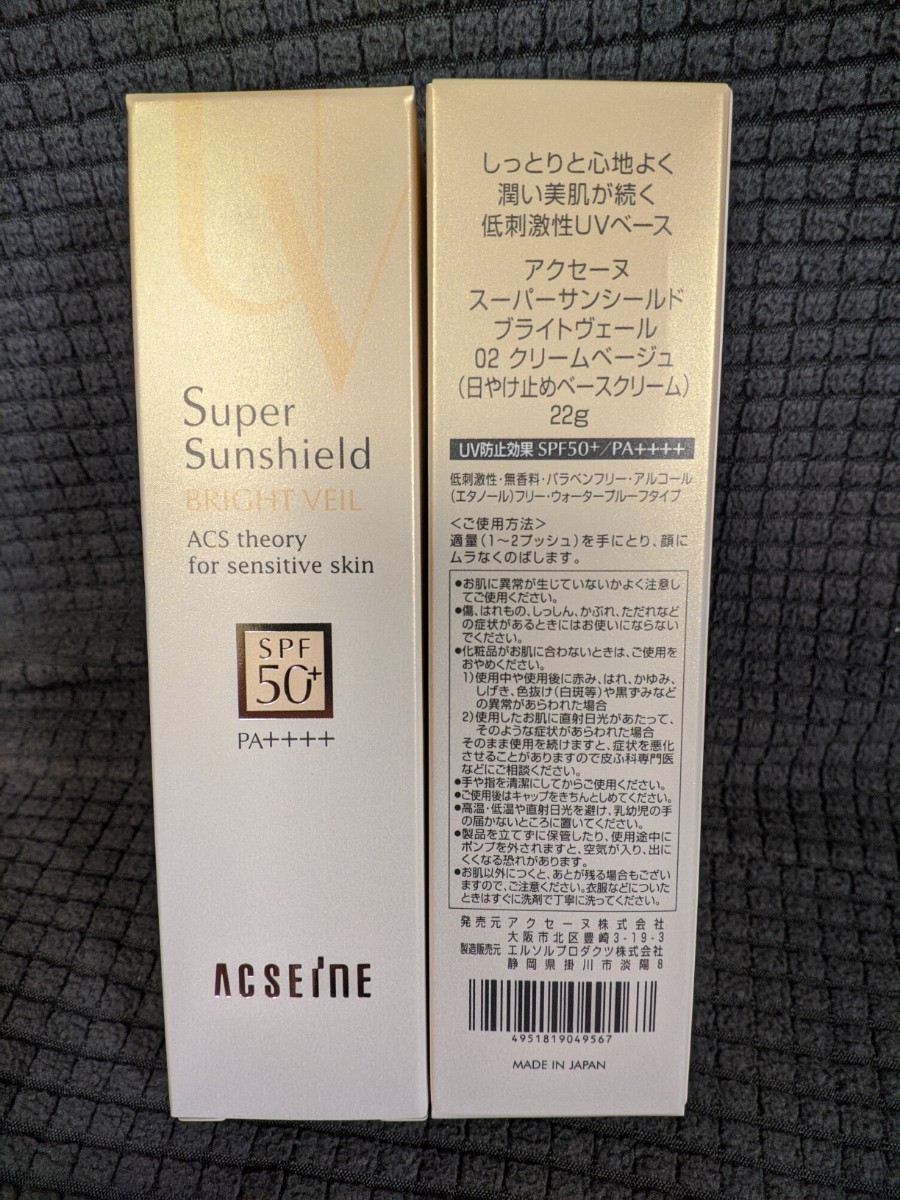 UV
Super
Sunshield
BRIGHT VEIL
ACS theory
for sensitive skin
SPF
50+
PA++++
ACSEINE
しっとりと心地よく
潤い美肌が続く
低刺激性UVベース
アクセーヌ
スーパーサンシールド
ブライトヴェール
02 クリームベージュ
(日やけ止めベースクリーム)
22g
UV防止効果 SPF50+/PA++++
低刺激性・無香料・パラベンフリー・アルコール
(エタノール)フリー・ウォータープルーフタイプ
<ご使用方法>
適量(1〜2プッシュ)を手にとり、顔に
ムラなくのばします。
●お肌に異常が生じていないかよく注意し
てご使用ください。
●傷、はれもの、しっしん、かぶれ、ただれなど
の症状があるときにはお使いにならない
でください。
●化粧品がお肌に合わないときは、ご使用を
おやめください。
1)使用中や使用後に赤み、はれ、かゆみ、
しげき、色抜け(白斑等)や黒ずみなど
の異常があらわれた場合
2)使用したお肌に直射日光があたって、
そのような症状があらわれた場合
そのまま使用を続けますと、症状を悪化
させることがありますので皮ふ科専門医
などにご相談ください。
●手や指を清潔にしてからご使用ください。
●ご使用後はキャップをきちんとしめてください。
●高温・低温や直射日光を避け、乳幼児の手
の届かないところに置いてください。
●製品を立てずに保管したり、使用途中に
ポンプを外されますと、空気が入り、出に
くくなる恐れがあります。
●お肌以外につくと、あとが残る場合もござい
ますので、ご注意ください。衣服などについた
ときはすぐに洗剤で丁寧に洗ってください。
発売元 アクセーヌ株式会社
大阪市北区豊崎3-19-3
製造販売元 エルソルプロダクツ株式会社
静岡県掛川市淡陽8
4951819049567
MADE IN JAPAN